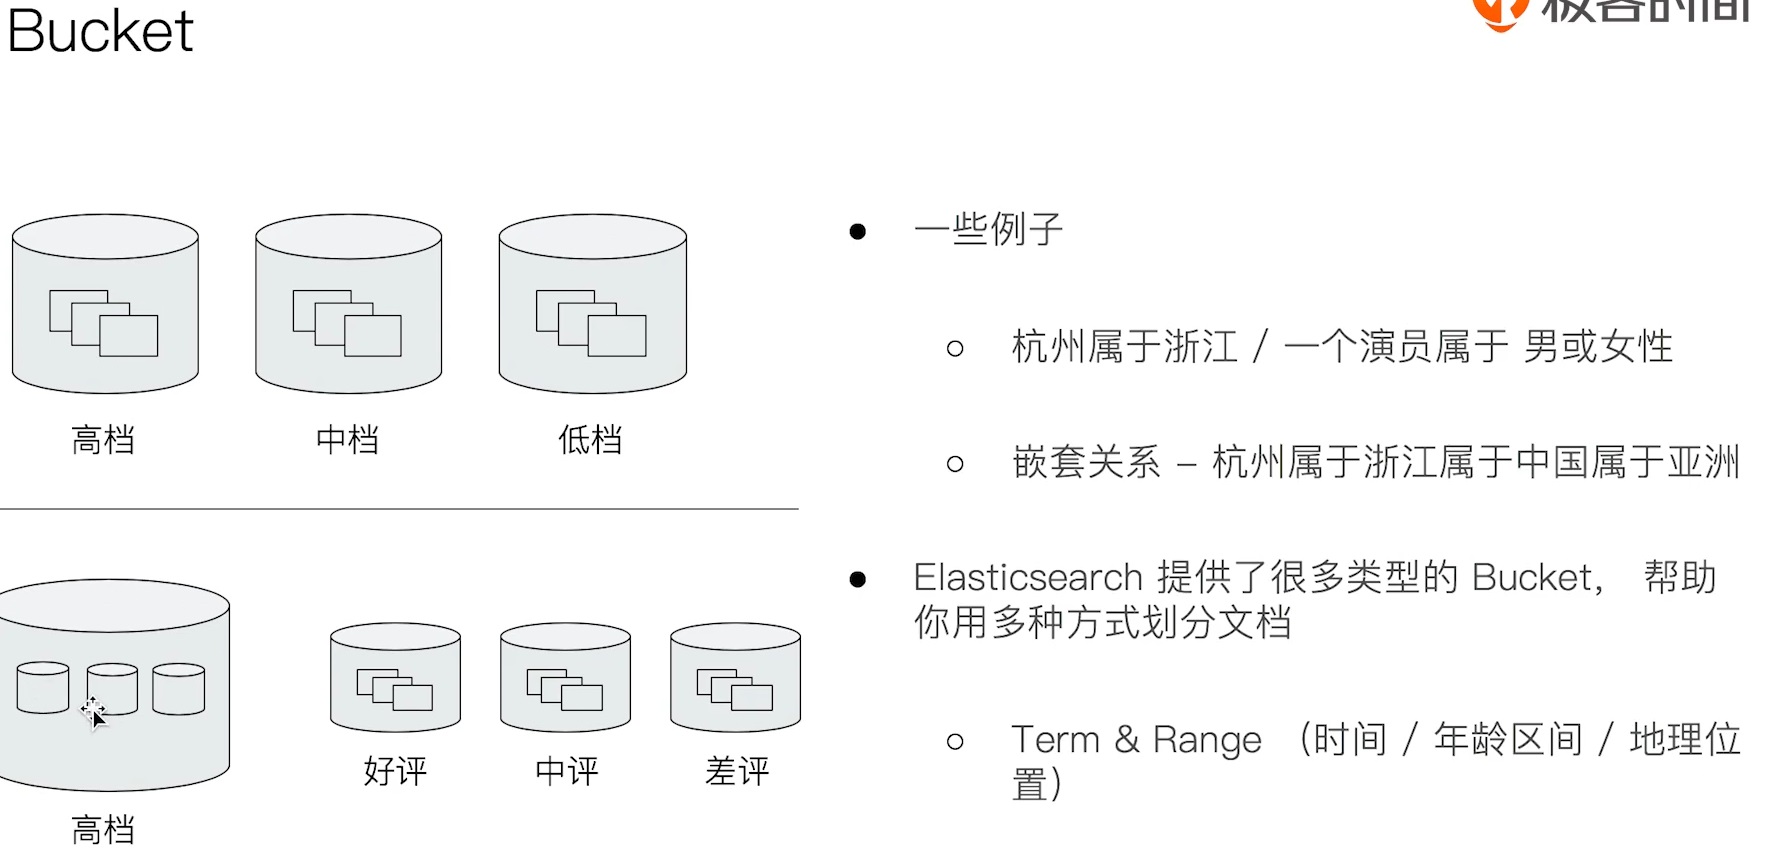 Bucket
极客时间
高档
中档
低档
高档
好评
中评
差评
一些例子
杭州属于浙江 / 一个演员属于 男或女性
嵌套关系 – 杭州属于浙江属于中国属于亚洲
Elasticsearch 提供了很多类型的 Bucket， 帮助
你用多种方式划分文档
Term & Range （时间 / 年龄区间 / 地理位
置）